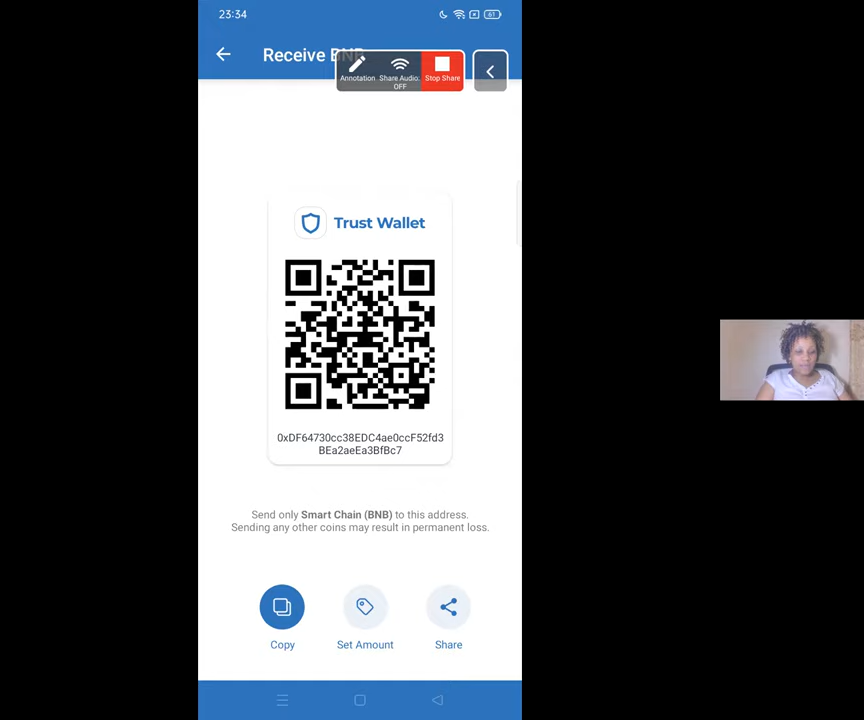 23:34
61
Receive BNB
Annotation
Share Audio:
OFF
Stop Share
Trust Wallet
0xDF64730cc38EDC4ae0ccF52fd3
BEa2aeEa3BfBc7
Send only Smart Chain (BNB) to this address.
Sending any other coins may result in permanent loss.
Copy
Set Amount
Share